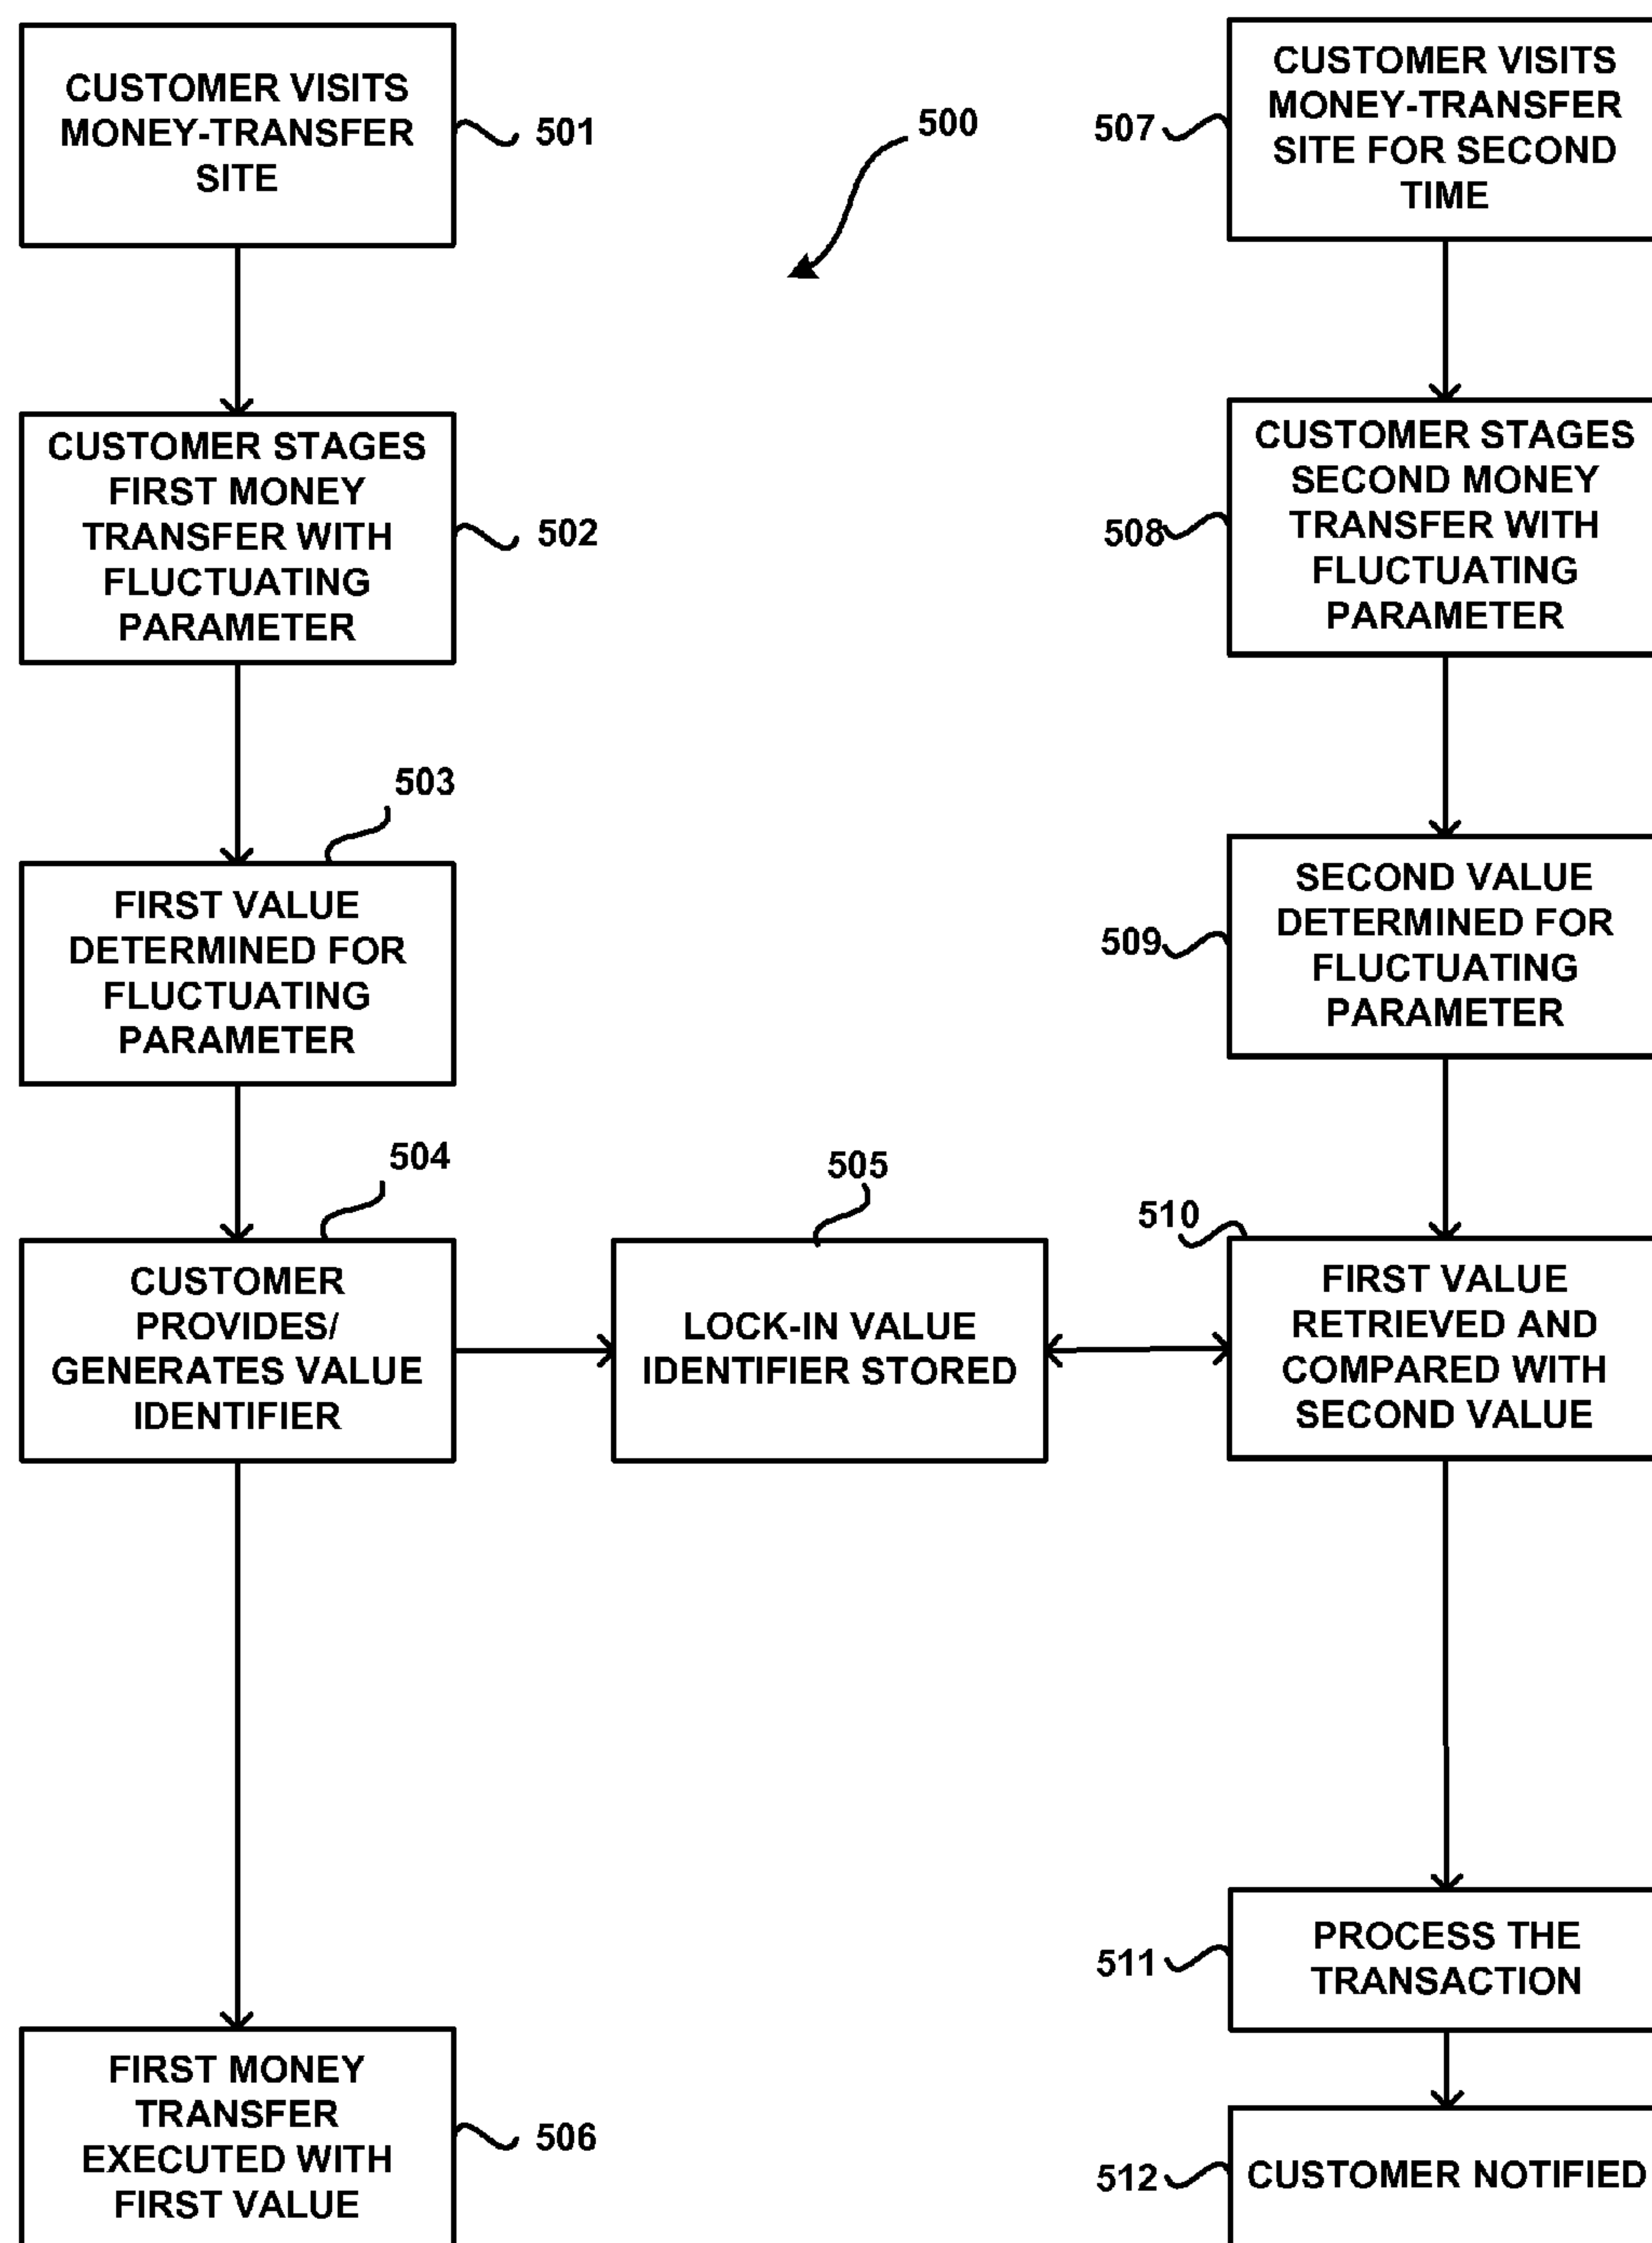 CUSTOMER VISITS
MONEY-TRANSFER
SITE
501
500
CUSTOMER VISITS
MONEY-TRANSFER
SITE FOR SECOND
TIME
507
CUSTOMER STAGES
FIRST MONEY
TRANSFER WITH
FLUCTUATING
PARAMETER
502
CUSTOMER STAGES
SECOND MONEY
TRANSFER WITH
FLUCTUATING
PARAMETER
508
503
FIRST VALUE
DETERMINED FOR
FLUCTUATING
PARAMETER
SECOND VALUE
DETERMINED FOR
FLUCTUATING
PARAMETER
509
504
CUSTOMER
PROVIDES/
GENERATES VALUE
IDENTIFIER
505
LOCK-IN VALUE
IDENTIFIER STORED
510
FIRST VALUE
RETRIEVED AND
COMPARED WITH
SECOND VALUE
511
PROCESS THE
TRANSACTION
FIRST MONEY
TRANSFER
EXECUTED WITH
FIRST VALUE
506
512
CUSTOMER NOTIFIED